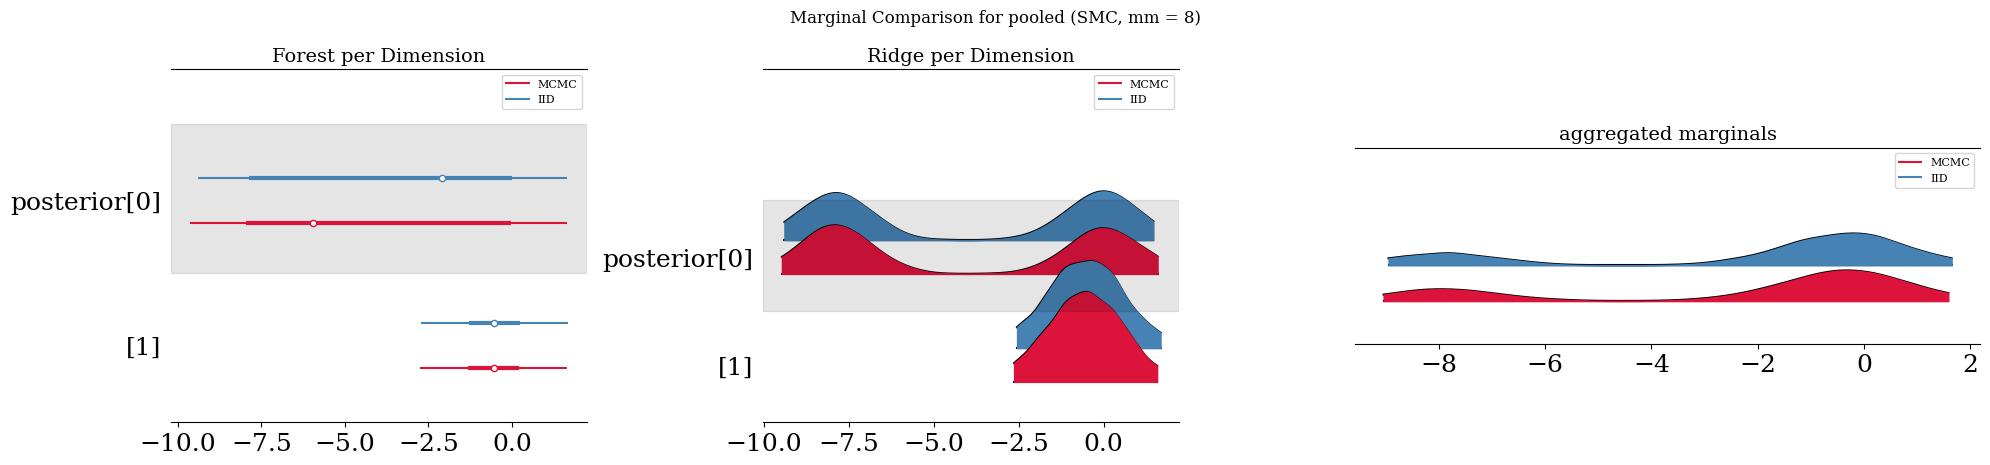 Marginal Comparison for pooled (SMC, mm = 8)
Forest per Dimension
MCMC
IID
posterior[0]
[1]
−10.0 −7.5 −5.0 −2.5 0.0
Ridge per Dimension
MCMC
IID
posterior[0]
[1]
−10.0 −7.5 −5.0 −2.5 0.0
aggregated marginals
MCMC
IID
−8 −6 −4 −2 0 2